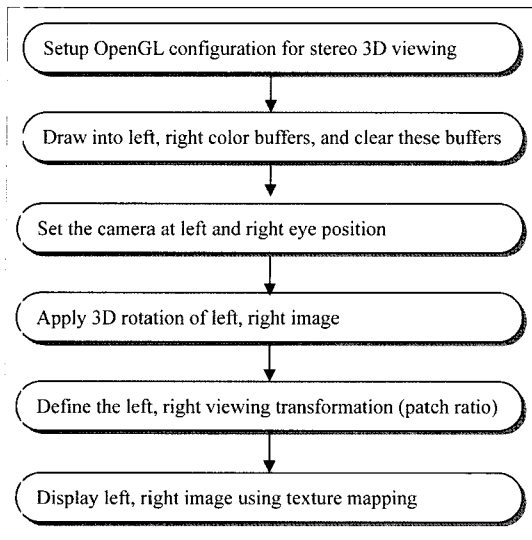 Setup OpenGL configuration for stereo 3D viewing
Draw into left, right color buffers, and clear these buffers
Set the camera at left and right eye position
Apply 3D rotation of left, right image
Define the left, right viewing transformation (patch ratio)
Display left, right image using texture mapping